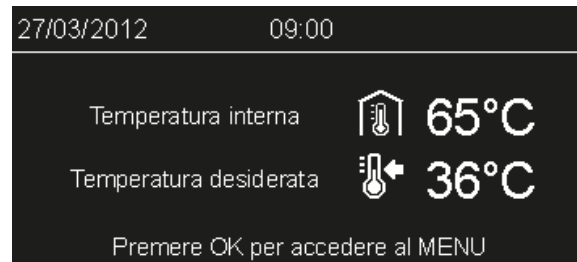 27/03/2012 09:00
Temperatura interna 65°C
Temperatura desiderata 36°C
Premere OK per accedere al MENU